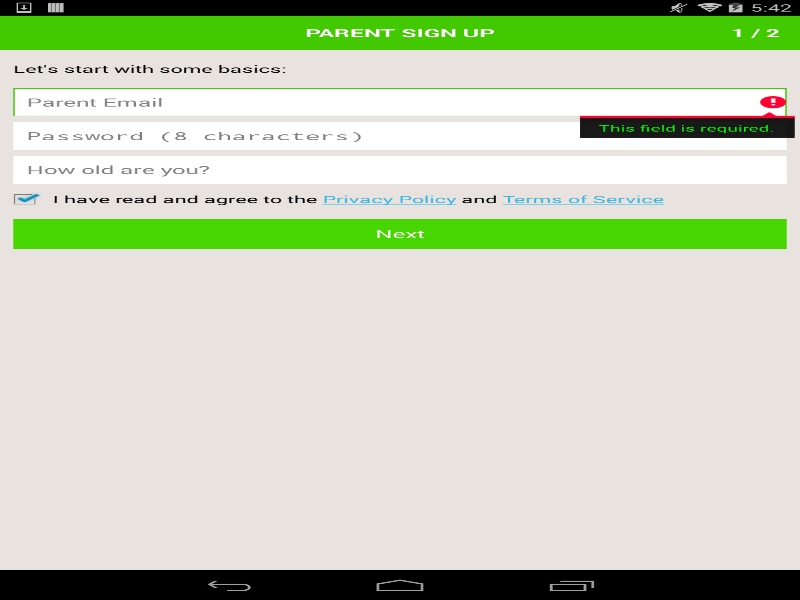 5:42
PARENT SIGN UP
1 / 2
Let's start with some basics:
Parent Email
This field is required.
Password (8 characters)
How old are you?
I have read and agree to the Privacy Policy and Terms of Service
Next